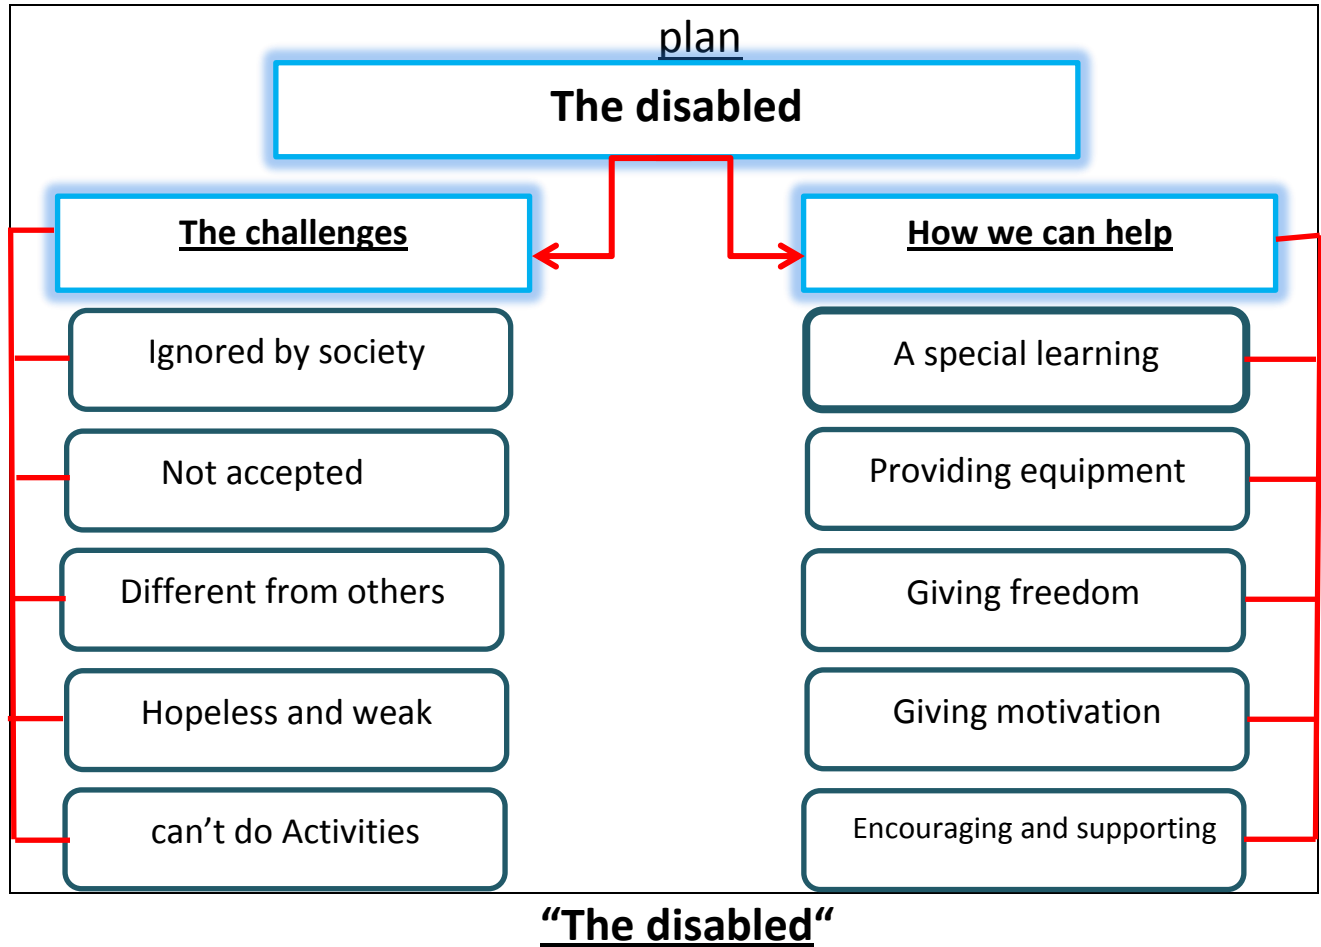 plan
The disabled
The challenges
Ignored by society
Not accepted
Different from others
Hopeless and weak
can’t do Activities
How we can help
A special learning
Providing equipment
Giving freedom
Giving motivation
Encouraging and supporting
“The disabled“